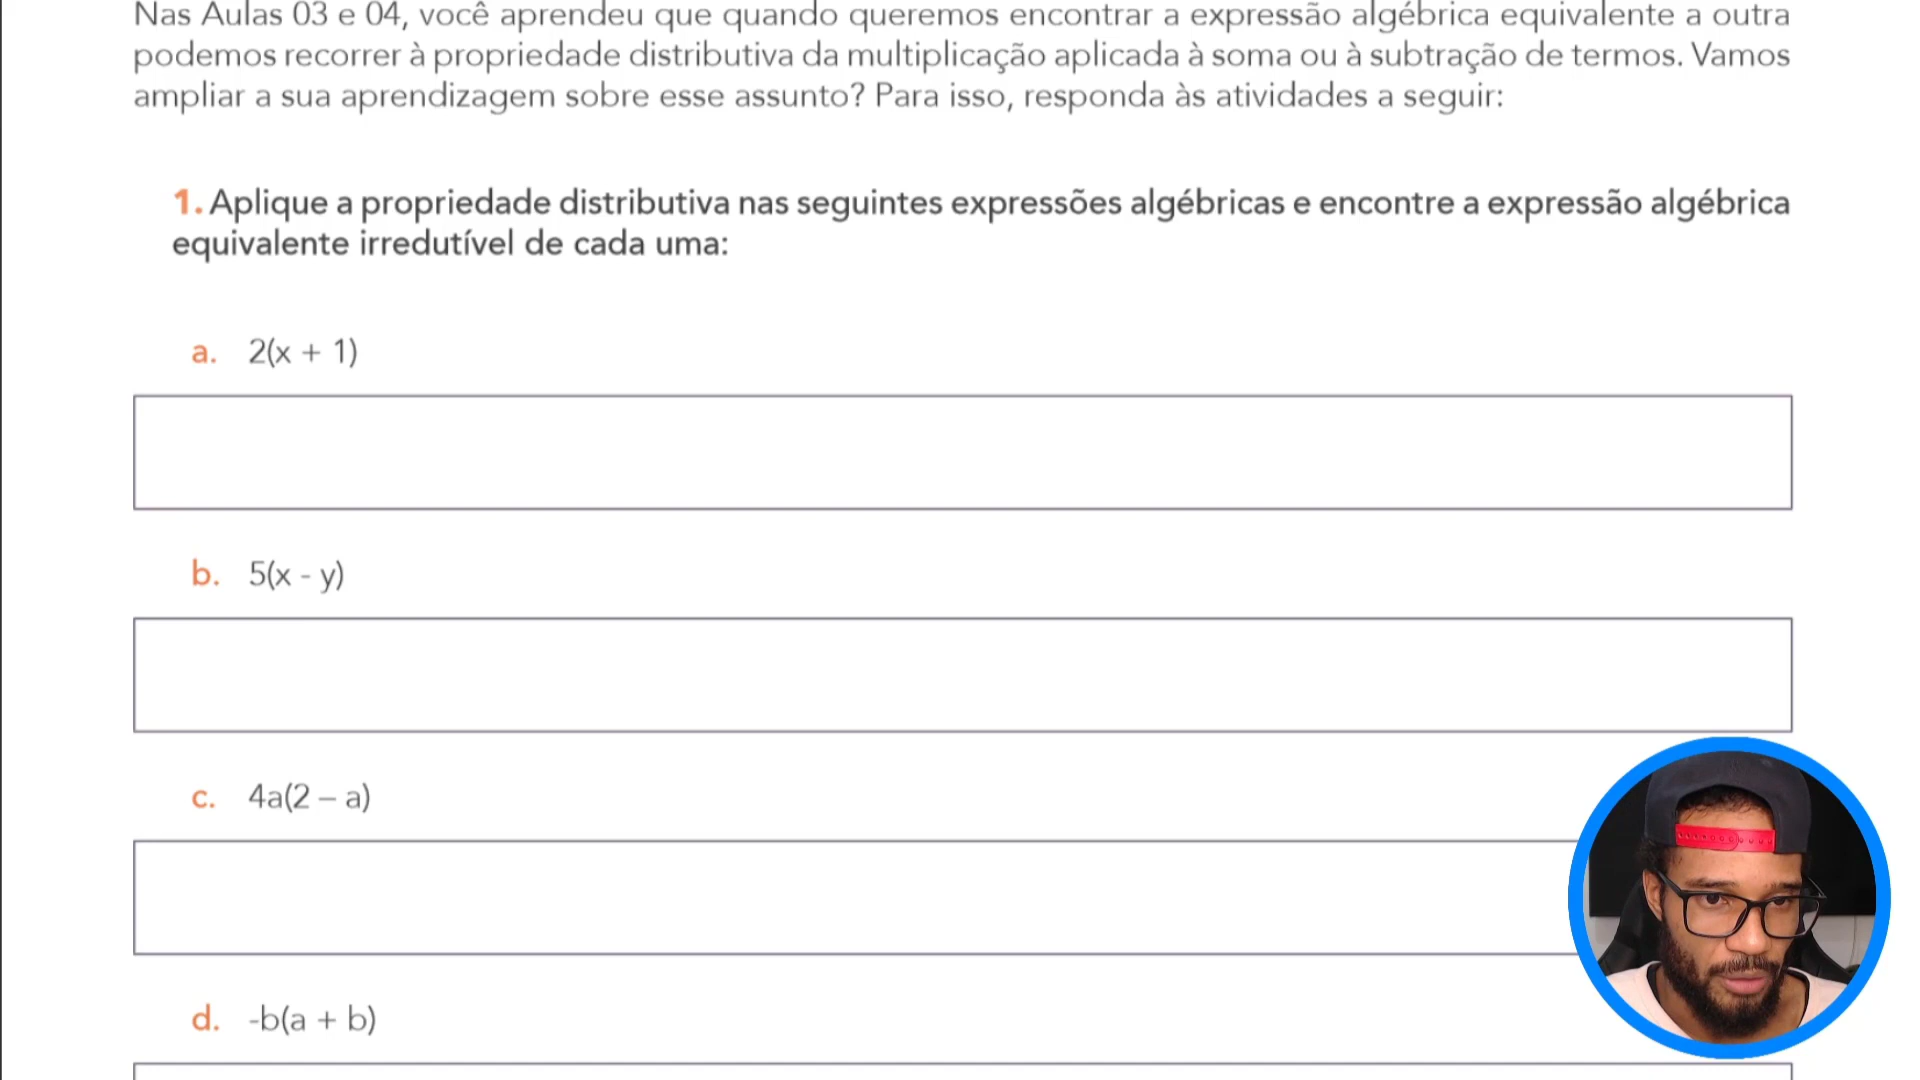 Nas Aulas 03 e 04, você aprendeu que quando queremos encontrar a expressão algébrica equivalente a outra
podemos recorrer à propriedade distributiva da multiplicação aplicada à soma ou à subtração de termos. Vamos
ampliar a sua aprendizagem sobre esse assunto? Para isso, responda às atividades a seguir:
1. Aplique a propriedade distributiva nas seguintes expressões algébricas e encontre a expressão algébrica
equivalente irredutível de cada uma:
a. 2(x + 1)
b. 5(x - y)
c. 4a(2 – a)
d. -b(a + b)